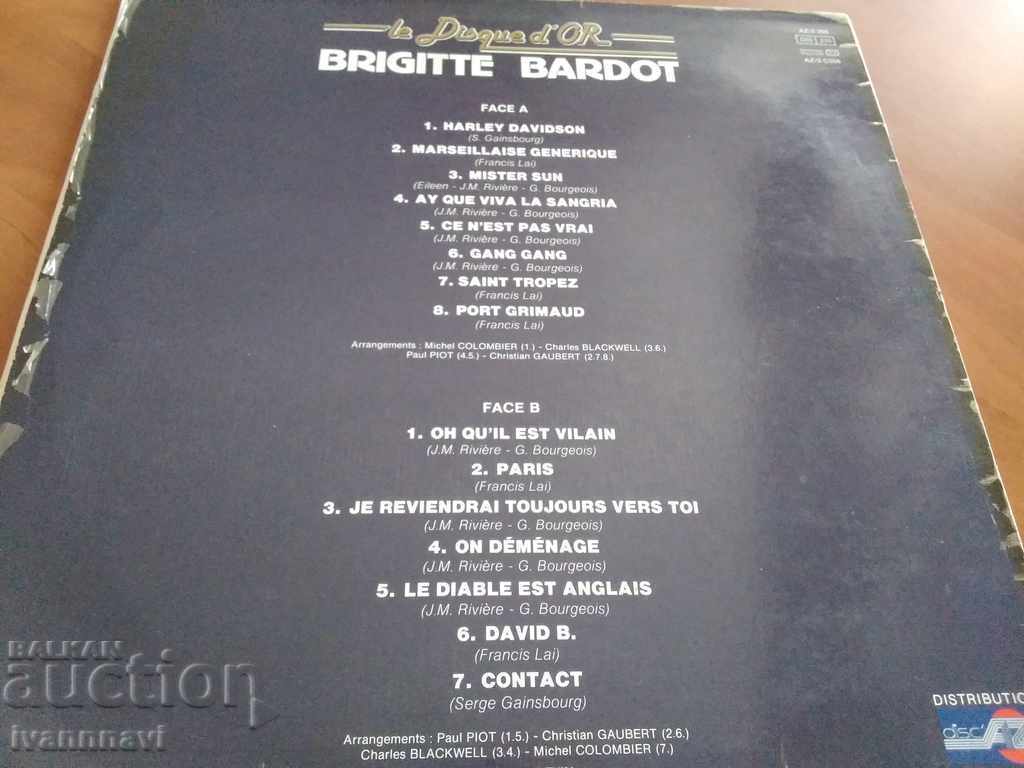 le Disque d'OR
BRIGITTE BARDOT
FACE A
1. HARLEY DAVIDSON
(S. Gainsbourg)
2. MARSEILLAISE GENERIQUE
(Francis Lai)
3. MISTER SUN
(Eileen - J.M. Rivière - G. Bourgeois)
4. AY QUE VIVA LA SANGRIA
(J.M. Rivière - G. Bourgeois)
5. CE N'EST PAS VRAI
(J.M. Rivière - G. Bourgeois)
6. GANG GANG
(J.M. Rivière - G. Bourgeois)
7. SAINT TROPEZ
(Francis Lai)
8. PORT GRIMAUD
(Francis Lai)
Arrangements : Michel COLOMBIER (1.) - Charles BLACKWELL (3.6.)
Paul PIOT (4.5.) - Christian GAUBERT (2.7.8.)
FACE B
1. OH QU'IL EST VILAIN
(J.M. Rivière - G. Bourgeois)
2. PARIS
(Francis Lai)
3. JE REVIENDRAI TOUJOURS VERS TOI
(J.M. Rivière - G. Bourgeois)
4. ON DÉMÉNAGE
(J.M. Rivière - G. Bourgeois)
5. LE DIABLE EST ANGLAIS
(J.M. Rivière - G. Bourgeois)
6. DAVID B.
(Francis Lai)
7. CONTACT
(Serge Gainsbourg)
Arrangements : Paul PIOT (1.5.) - Christian GAUBERT (2.6.)
Charles BLACKWELL (3.4.) - Michel COLOMBIER (7.)
DISTRIBUTIO
disc' AZ
BALKAN
auction
ivannnavi